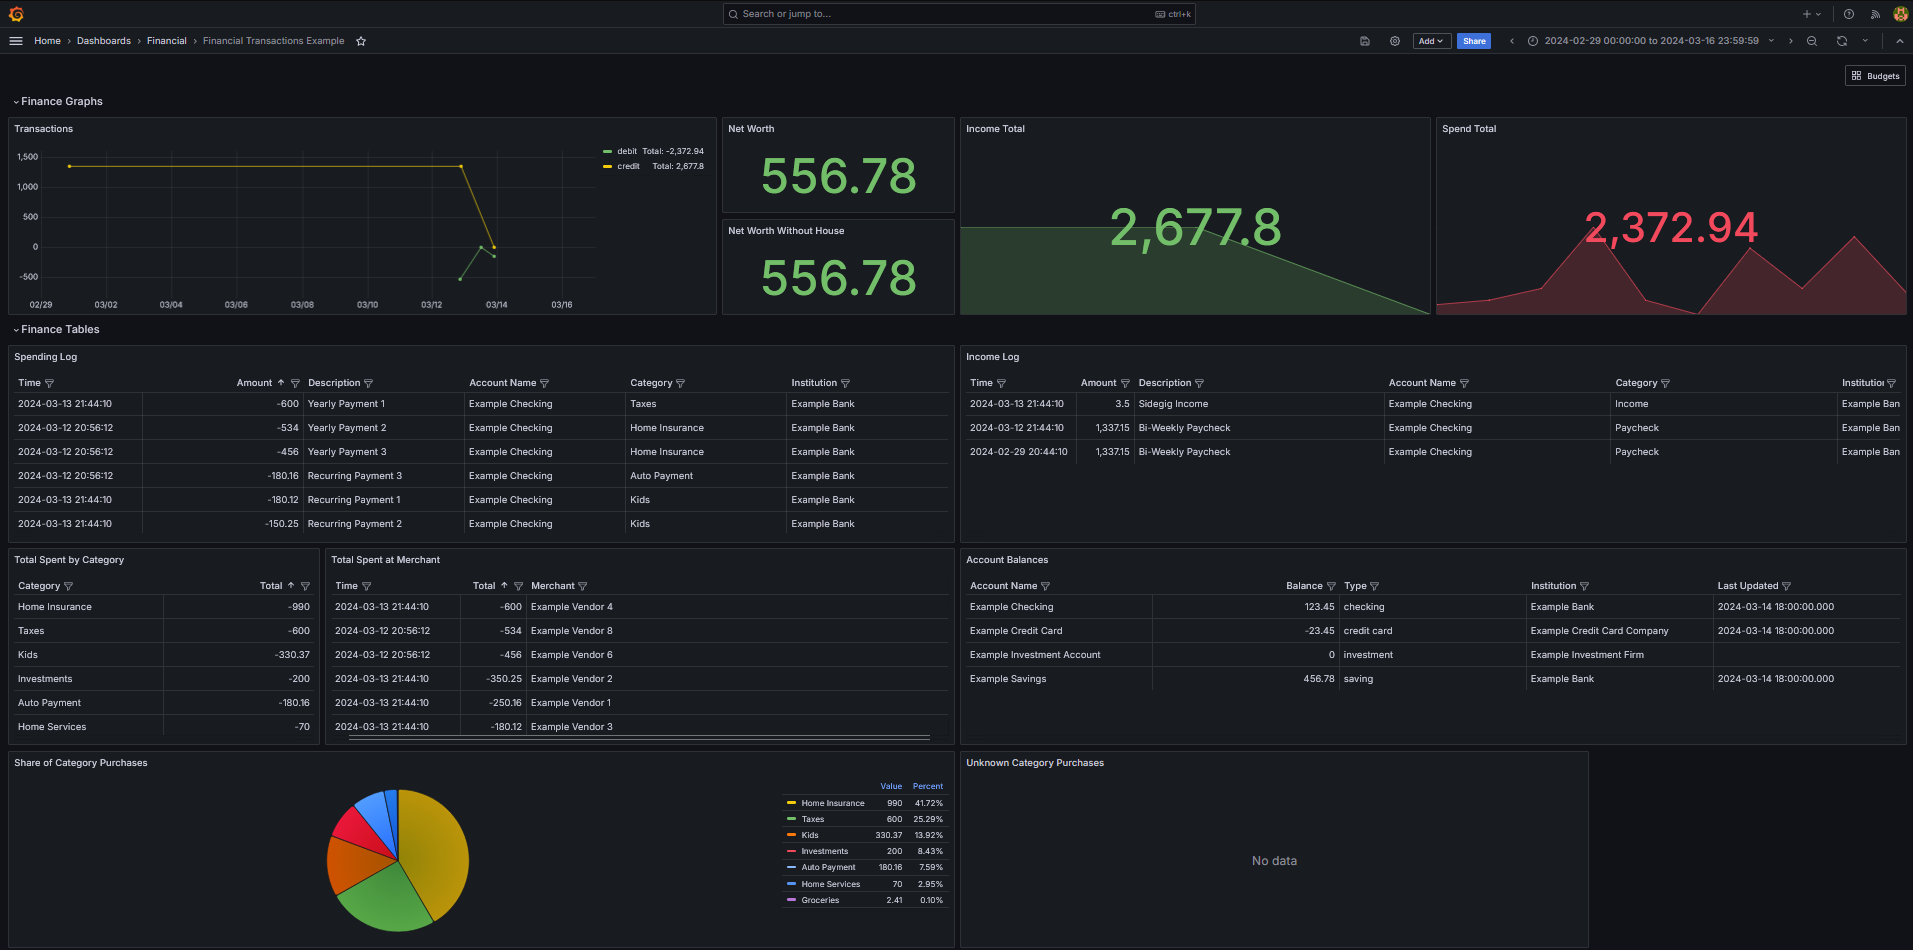 Search or jump to...
ctrl+k
Home › Dashboards › Financial › Financial Transactions Example
Add
Share
2024-02-29 00:00:00 to 2024-03-16 23:59:59
Budgets
Finance Graphs
Transactions
1,500
1,000
500
0
-500
02/29 03/02 03/04 03/06 03/08 03/10 03/12 03/14 03/16
debit Total: -2,372.94
credit Total: 2,677.8
Net Worth
556.78
Net Worth Without House
556.78
Income Total
2,677.8
Spend Total
2,372.94
Finance Tables
Spending Log
Time Amount Description Account Name Category Institution
2024-03-13 21:44:10 -600 Yearly Payment 1 Example Checking Taxes Example Bank
2024-03-12 20:56:12 -534 Yearly Payment 2 Example Checking Home Insurance Example Bank
2024-03-12 20:56:12 -456 Yearly Payment 3 Example Checking Home Insurance Example Bank
2024-03-12 20:56:12 -180.16 Recurring Payment 3 Example Checking Auto Payment Example Bank
2024-03-13 21:44:10 -180.12 Recurring Payment 1 Example Checking Kids Example Bank
2024-03-13 21:44:10 -150.25 Recurring Payment 2 Example Checking Kids Example Bank
Income Log
Time Amount Description Account Name Category Institution
2024-03-13 21:44:10 3.5 Sidegig Income Example Checking Income Example Ban
2024-03-12 21:44:10 1,337.15 Bi-Weekly Paycheck Example Checking Paycheck Example Ban
2024-02-29 20:44:10 1,337.15 Bi-Weekly Paycheck Example Checking Paycheck Example Ban
Total Spent by Category
Category Total
Home Insurance -990
Taxes -600
Kids -330.37
Investments -200
Auto Payment -180.16
Home Services -70
Total Spent at Merchant
Time Total Merchant
2024-03-13 21:44:10 -600 Example Vendor 4
2024-03-12 20:56:12 -534 Example Vendor 8
2024-03-12 20:56:12 -456 Example Vendor 6
2024-03-13 21:44:10 -350.25 Example Vendor 2
2024-03-13 21:44:10 -250.16 Example Vendor 1
2024-03-13 21:44:10 -180.12 Example Vendor 3
Account Balances
Account Name Balance Type Institution Last Updated
Example Checking 123.45 checking Example Bank 2024-03-14 18:00:00.000
Example Credit Card -23.45 credit card Example Credit Card Company 2024-03-14 18:00:00.000
Example Investment Account 0 investment Example Investment Firm
Example Savings 456.78 saving Example Bank 2024-03-14 18:00:00.000
Share of Category Purchases
Value Percent
Home Insurance 990 41.72%
Taxes 600 25.29%
Kids 330.37 13.92%
Investments 200 8.43%
Auto Payment 180.16 7.59%
Home Services 70 2.95%
Groceries 2.41 0.10%
Unknown Category Purchases
No data